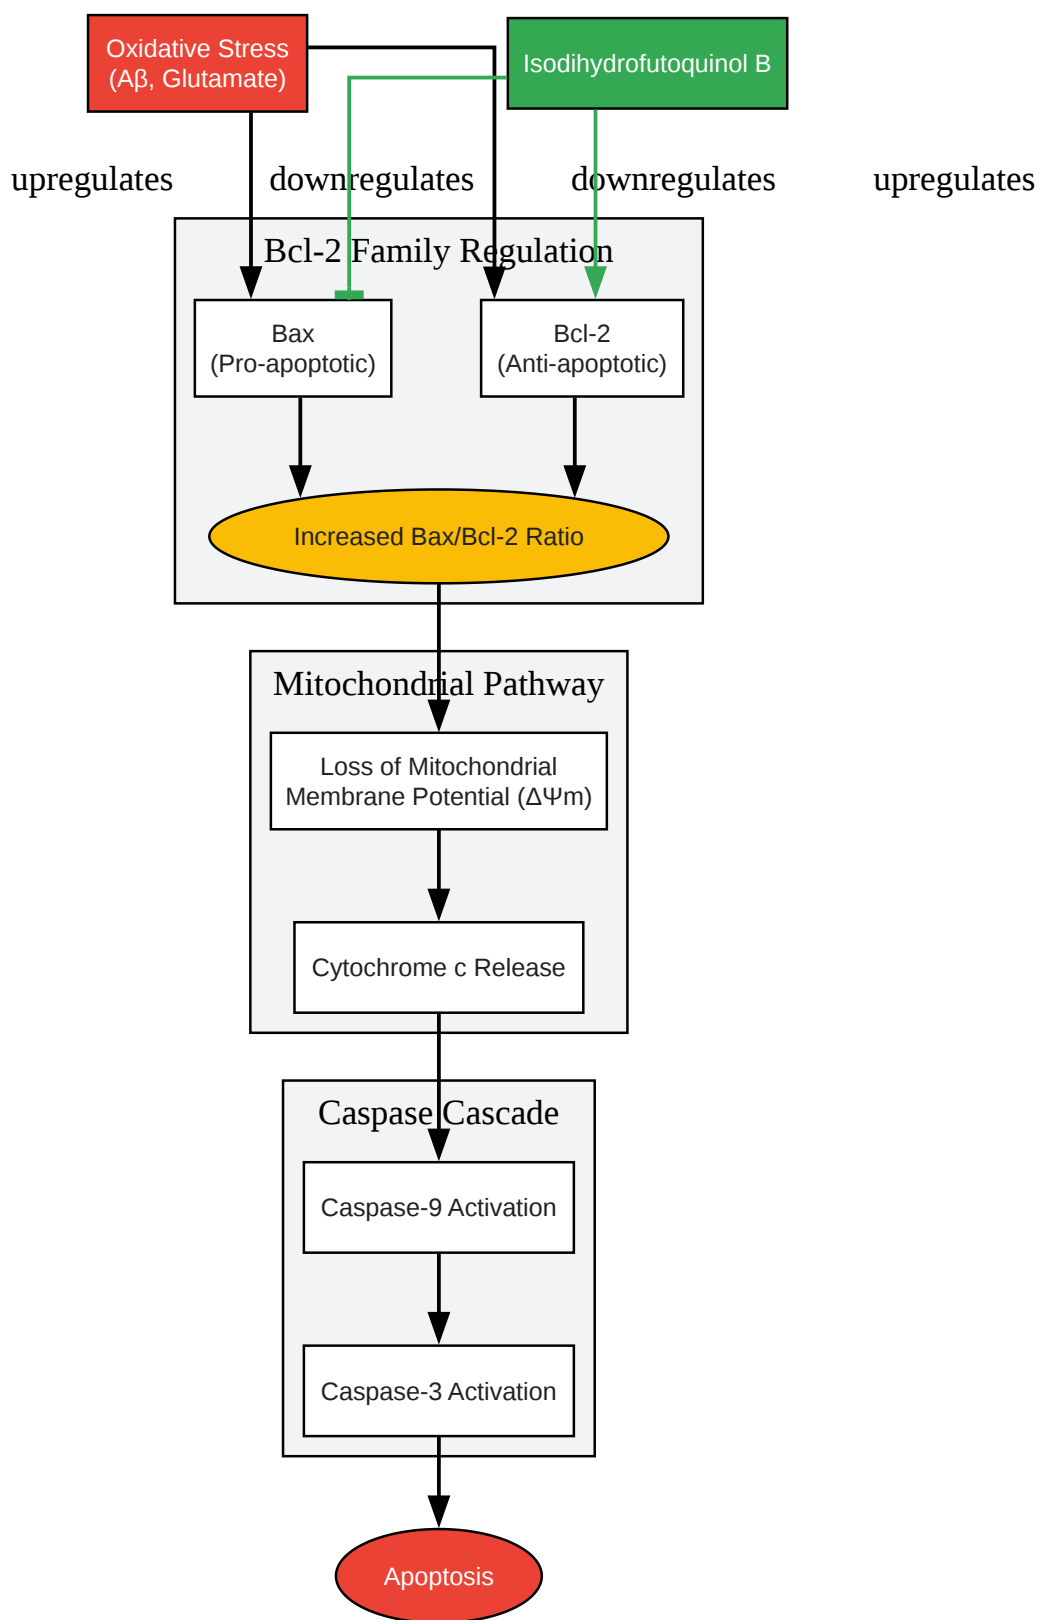 Oxidative Stress
(Aβ, Glutamate)
Isodihydrofutoquinol B
upregulates
downregulates
downregulates
upregulates
Bcl-2 Family Regulation
Bax
(Pro-apoptotic)
Bcl-2
(Anti-apoptotic)
Increased Bax/Bcl-2 Ratio
Mitochondrial Pathway
Loss of Mitochondrial
Membrane Potential (ΔΨm)
Cytochrome c Release
Caspase Cascade
Caspase-9 Activation
Caspase-3 Activation
Apoptosis